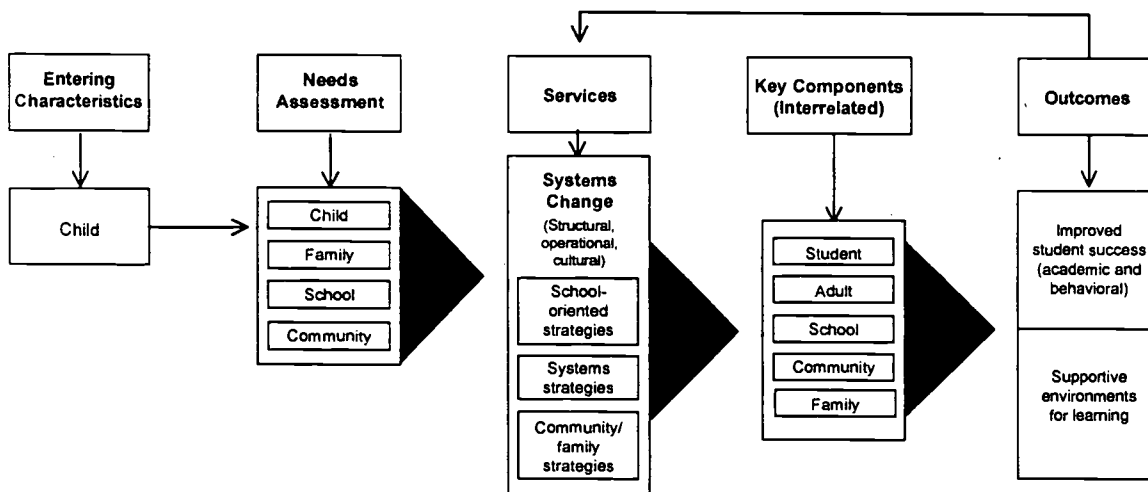 Entering
Characteristics
Child
Needs
Assessment
Child
Family
School
Community
Services
Systems
Change
(Structural,
operational,
cultural)
School-
oriented
strategies
Systems
strategies
Community/
family
strategies
Key Components
(Interrelated)
Student
Adult
School
Community
Family
Outcomes
Improved
student success
(academic and
behavioral)
Supportive
environments
for learning